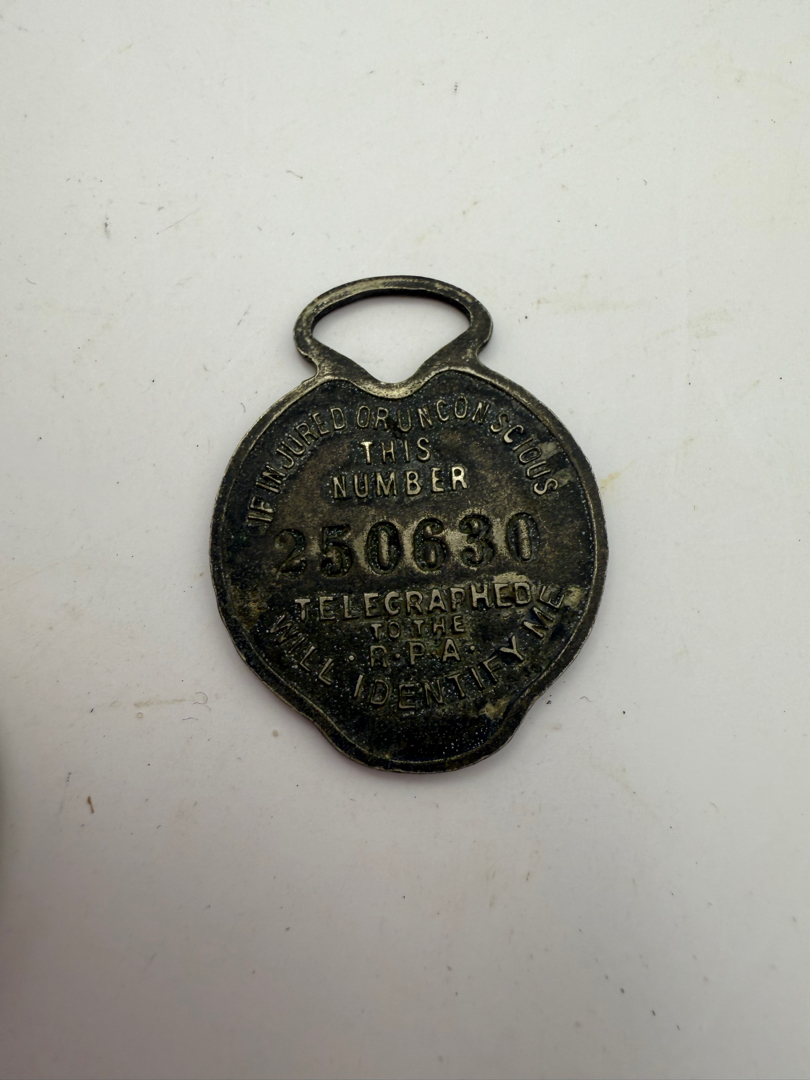 IF INJURED OR UNCONSCIOUS
THIS
NUMBER
250630
TELEGRAPHED
TO THE
· R · P · A ·
WILL IDENTIFY ME